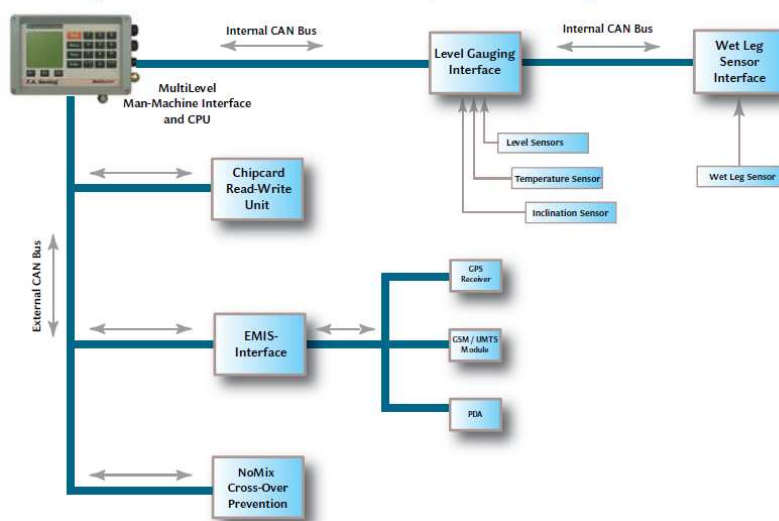 Internal CAN Bus
Internal CAN Bus
Level Gauging
Interface
Wet Leg
Sensor
Interface
MultiLevel
Man-Machine Interface
and CPU
Level Sensors
Temperature Sensor
Wet Leg Sensor
Inclination Sensor
Chipcard
Read-Write
Unit
External CAN Bus
GPS
Receiver
EMIS-
Interface
GSM / UMTS
Module
PDA
NoMix
Cross-Over
Prevention